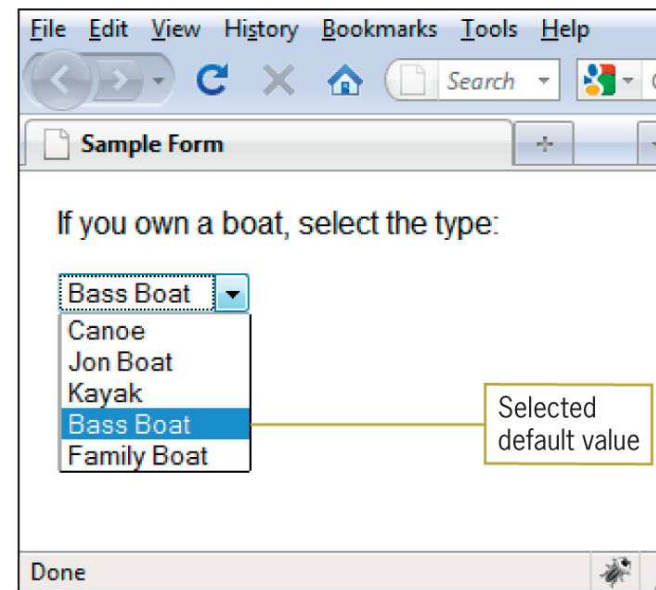 File Edit View History Bookmarks Tools Help
Search
Sample Form
If you own a boat, select the type:
Bass Boat
Canoe
Jon Boat
Kayak
Bass Boat
Family Boat
Selected
default value
Done